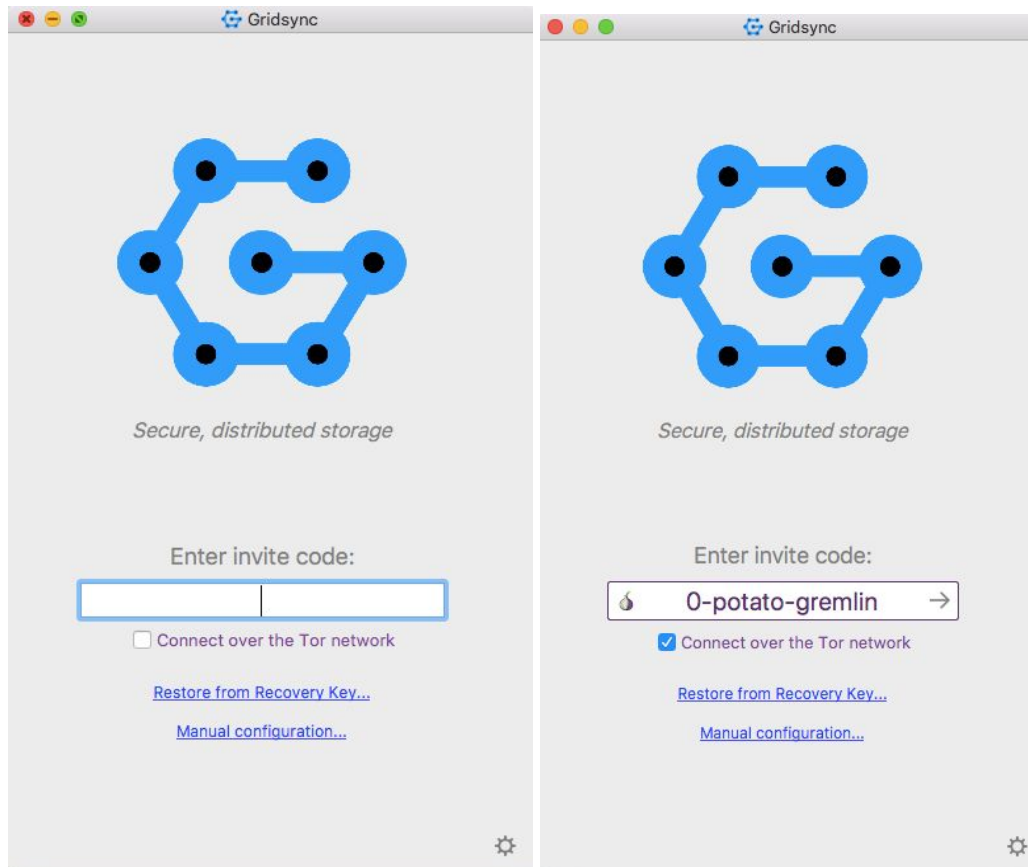 Gridsync
Secure, distributed storage
Enter invite code:
Connect over the Tor network
Restore from Recovery Key...
Manual configuration...
Gridsync
Secure, distributed storage
Enter invite code:
0-potato-gremlin
Connect over the Tor network
Restore from Recovery Key...
Manual configuration...